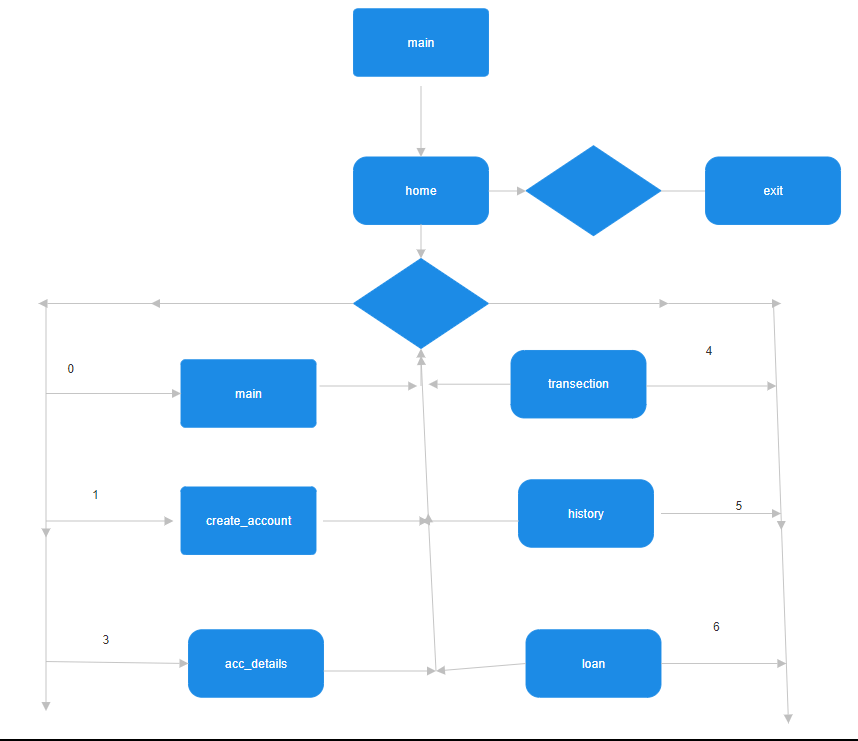 main
home
exit
0
main
transection
4
1
create_account
history
5
3
acc_details
loan
6